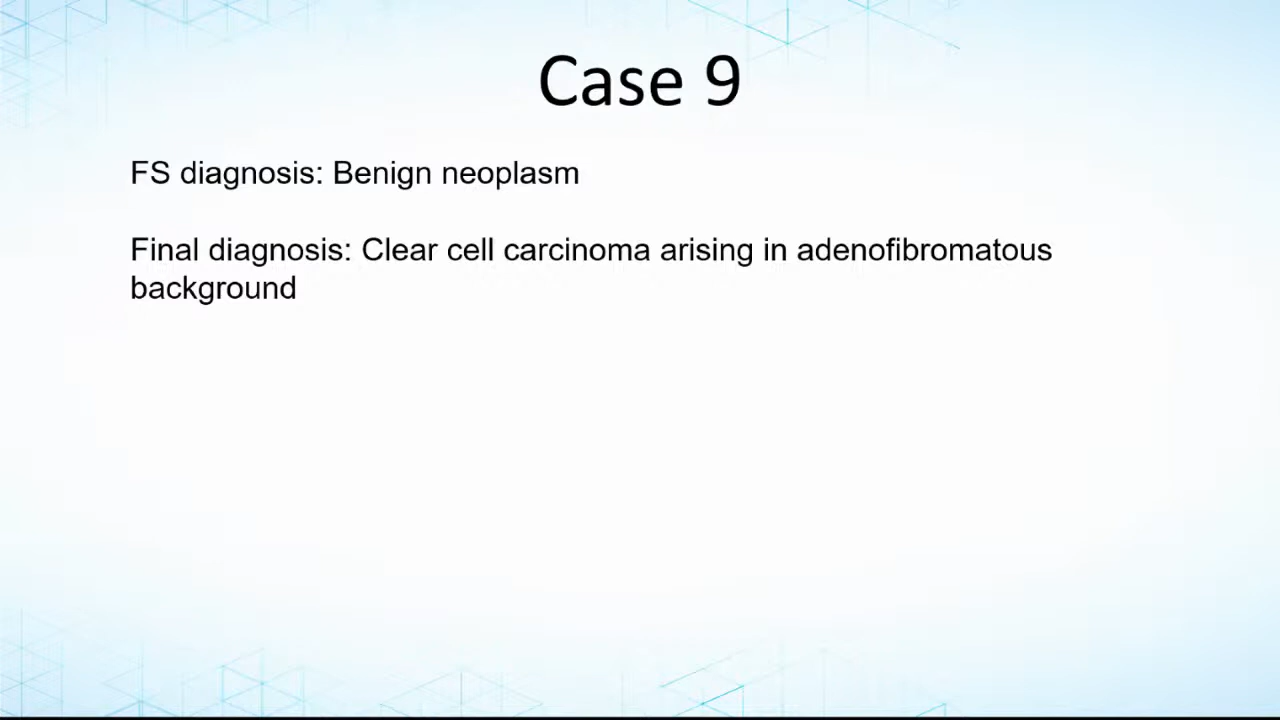 Case 9
FS diagnosis: Benign neoplasm
Final diagnosis: Clear cell carcinoma arising in adenofibromatous
background